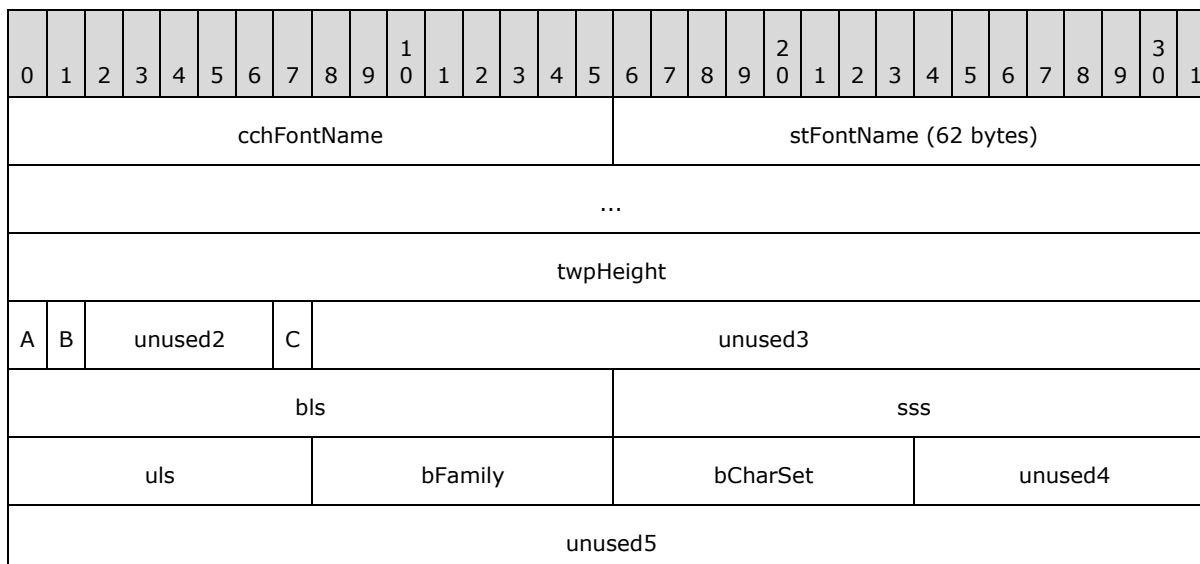 1 2 3
0 1 2 3 4 5 6 7 8 9 0 1 2 3 4 5 6 7 8 9 0 1 2 3 4 5 6 7 8 9 0 1
cchFontName stFontName (62 bytes)
...
twpHeight
A B unused2 C unused3
bls sss
uls bFamily bCharSet unused4
unused5